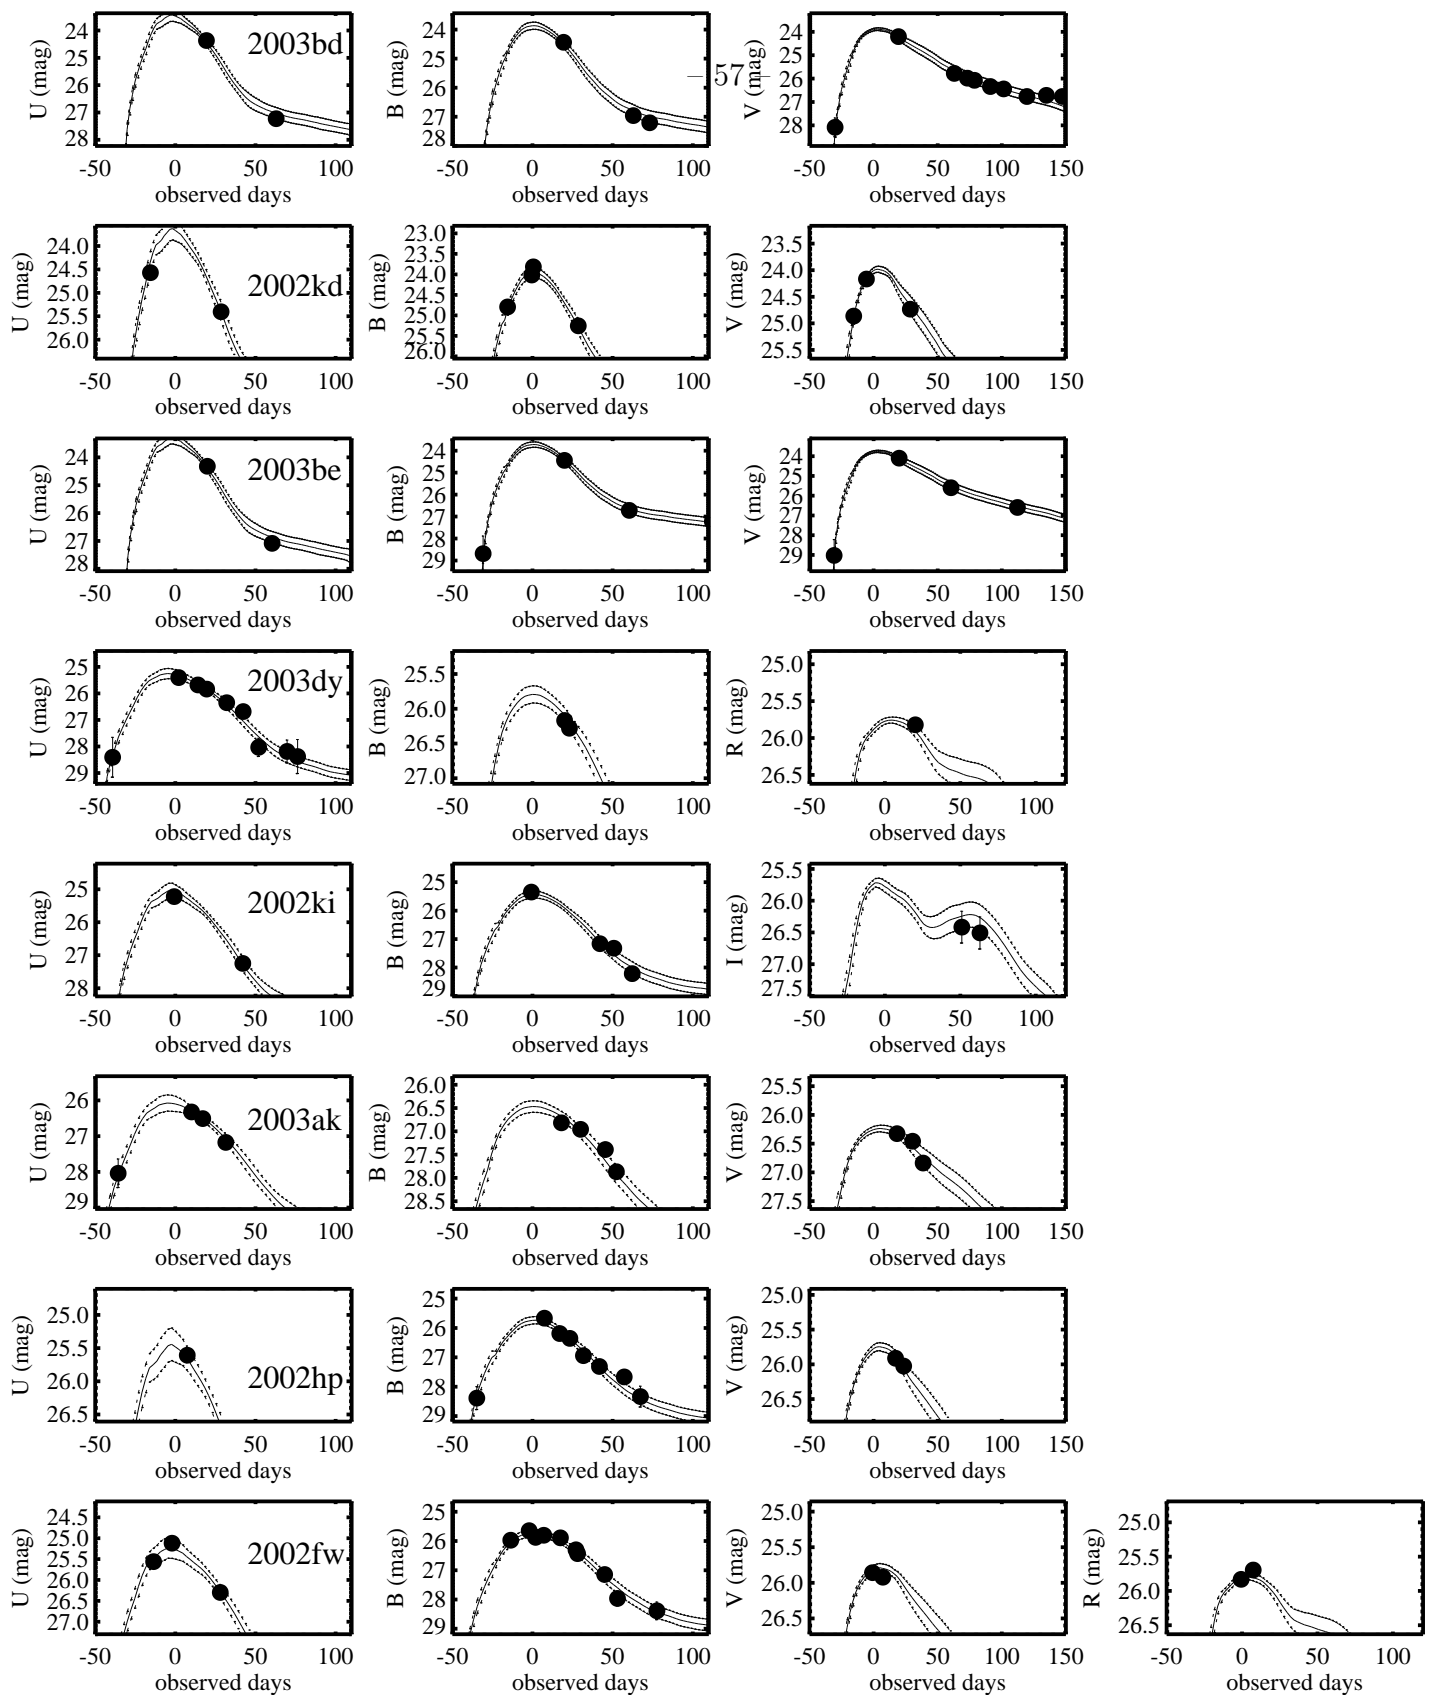 24 25 26 27 28
U (mag)
2003bd
-50 0 50 100
observed days
24 25 26 27 28
B (mag)
-50 0 50 100
observed days
– 57 –
24 25 26 27 28
V (mag)
-50 0 50 100 150
observed days
24.0 24.5 25.0 25.5 26.0
U (mag)
2002kd
-50 0 50 100
observed days
23.0 23.5 24.0 24.5 25.0 25.5 26.0
B (mag)
-50 0 50 100
observed days
23.5 24.0 24.5 25.0 25.5
V (mag)
-50 0 50 100 150
observed days
24 25 26 27 28
U (mag)
2003be
-50 0 50 100
observed days
24 25 26 27 28 29
B (mag)
-50 0 50 100
observed days
24 25 26 27 28 29
V (mag)
-50 0 50 100 150
observed days
25 26 27 28 29
U (mag)
2003dy
-50 0 50 100
observed days
25.5 26.0 26.5 27.0
B (mag)
-50 0 50 100
observed days
25.0 25.5 26.0 26.5
R (mag)
-50 0 50 100
observed days
25 26 27 28
U (mag)
2002ki
-50 0 50 100
observed days
25 26 27 28 29
B (mag)
-50 0 50 100
observed days
25.5 26.0 26.5 27.0 27.5
I (mag)
-50 0 50 100
observed days
26 27 28 29
U (mag)
2003ak
-50 0 50 100
observed days
26.0 26.5 27.0 27.5 28.0 28.5
B (mag)
-50 0 50 100
observed days
25.5 26.0 26.5 27.0 27.5
V (mag)
-50 0 50 100 150
observed days
25.0 25.5 26.0 26.5
U (mag)
2002hp
-50 0 50 100
observed days
25 26 27 28 29
B (mag)
-50 0 50 100
observed days
25.0 25.5 26.0 26.5
V (mag)
-50 0 50 100 150
observed days
24.5 25.0 25.5 26.0 26.5 27.0
U (mag)
2002fw
-50 0 50 100
observed days
25 26 27 28 29
B (mag)
-50 0 50 100
observed days
25.0 25.5 26.0 26.5
V (mag)
-50 0 50 100 150
observed days
25.0 25.5 26.0 26.5
R (mag)
-50 0 50 100
observed days